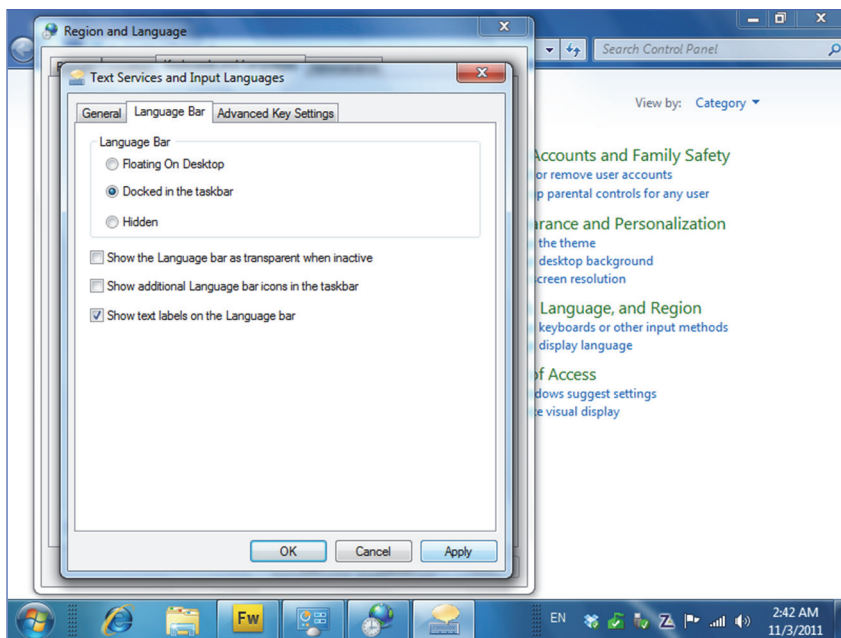 Region and Language
Search Control Panel
Text Services and Input Languages
View by: Category
General Language Bar Advanced Key Settings
Language Bar
Floating On Desktop
Docked in the taskbar
Hidden
Show the Language bar as transparent when inactive
Show additional Language bar icons in the taskbar
Show text labels on the Language bar
OK Cancel Apply
Accounts and Family Safety
or remove user accounts
parental controls for any user
and Personalization
the theme
desktop background
resolution
Language, and Region
keyboards or other input methods
display language
of Access
suggest settings
visual display
Fw
EN
2:42 AM
11/3/2011